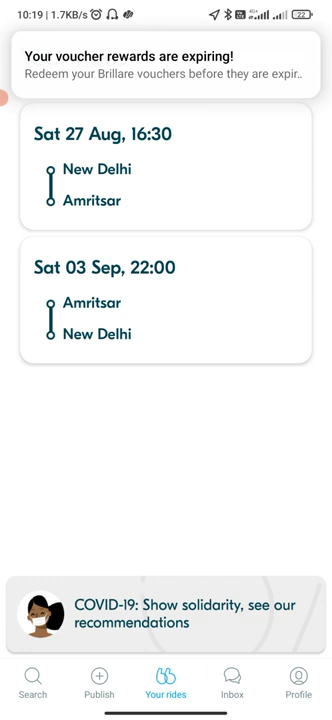 10:19 | 1.7KB/s
4G+
22
Your voucher rewards are expiring!
Redeem your Brillare vouchers before they are expir..
Sat 27 Aug, 16:30
New Delhi
Amritsar
Sat 03 Sep, 22:00
Amritsar
New Delhi
COVID-19: Show solidarity, see our
recommendations
Search Publish Your rides Inbox Profile